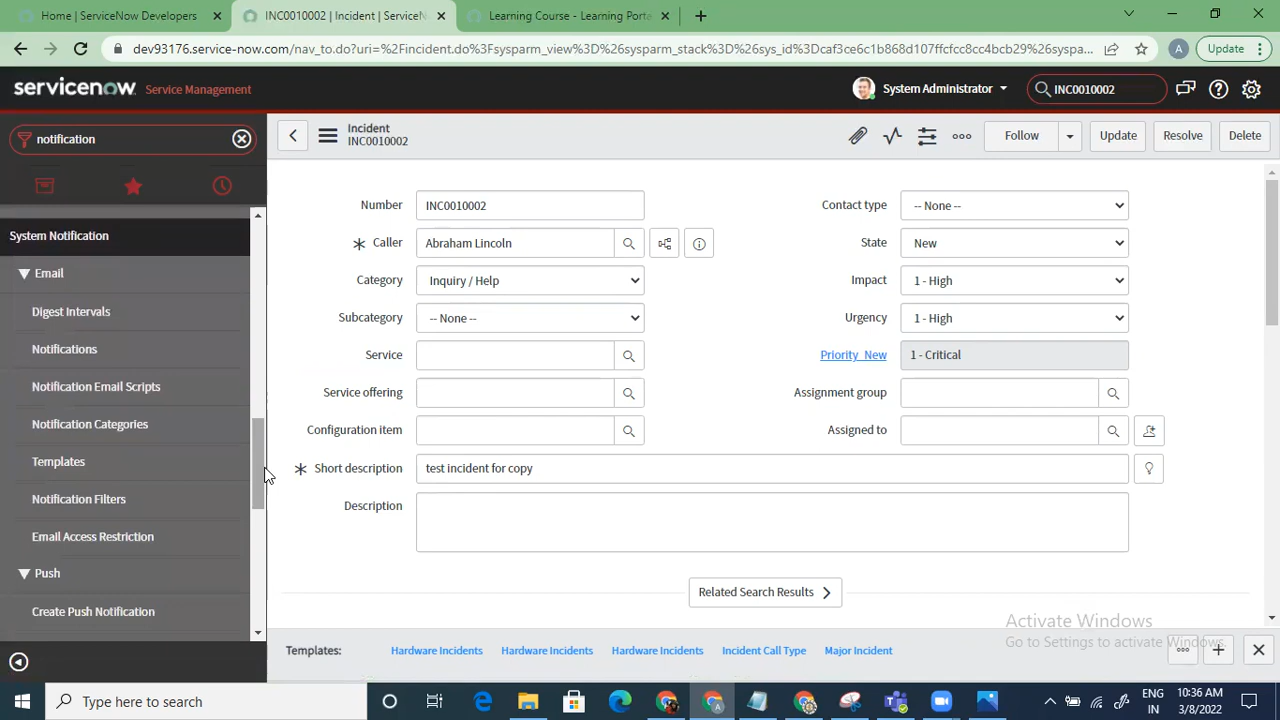 Home | ServiceNow Developers
INC0010002 | Incident | ServiceN
Learning Course - Learning Porta
dev93176.service-now.com/nav_to.do?uri=%2Fincident.do%3Fsysparm_view%3D%26sysparm_stack%3D%26sys_id%3Dcaf3ce6c1b868d107ffcfcc8cc4bcb29%26syspa...
A
Update
servicenow Service Management
System Administrator
INC0010002
notification
Incident
INC0010002
Follow
Update
Resolve
Delete
System Notification
Email
Digest Intervals
Notifications
Notification Email Scripts
Notification Categories
Templates
Notification Filters
Email Access Restriction
Push
Create Push Notification
Number INC0010002
Caller Abraham Lincoln
Category Inquiry / Help
Subcategory -- None --
Service
Service offering
Configuration item
Contact type -- None --
State New
Impact 1 - High
Urgency 1 - High
Priority New 1 - Critical
Assignment group
Assigned to
Short description test incident for copy
Description
Related Search Results
Activate Windows
Go to Settings to activate Windows.
Templates: Hardware Incidents Hardware Incidents Hardware Incidents Incident Call Type Major Incident
Type here to search
ENG
IN
10:36 AM
3/8/2022